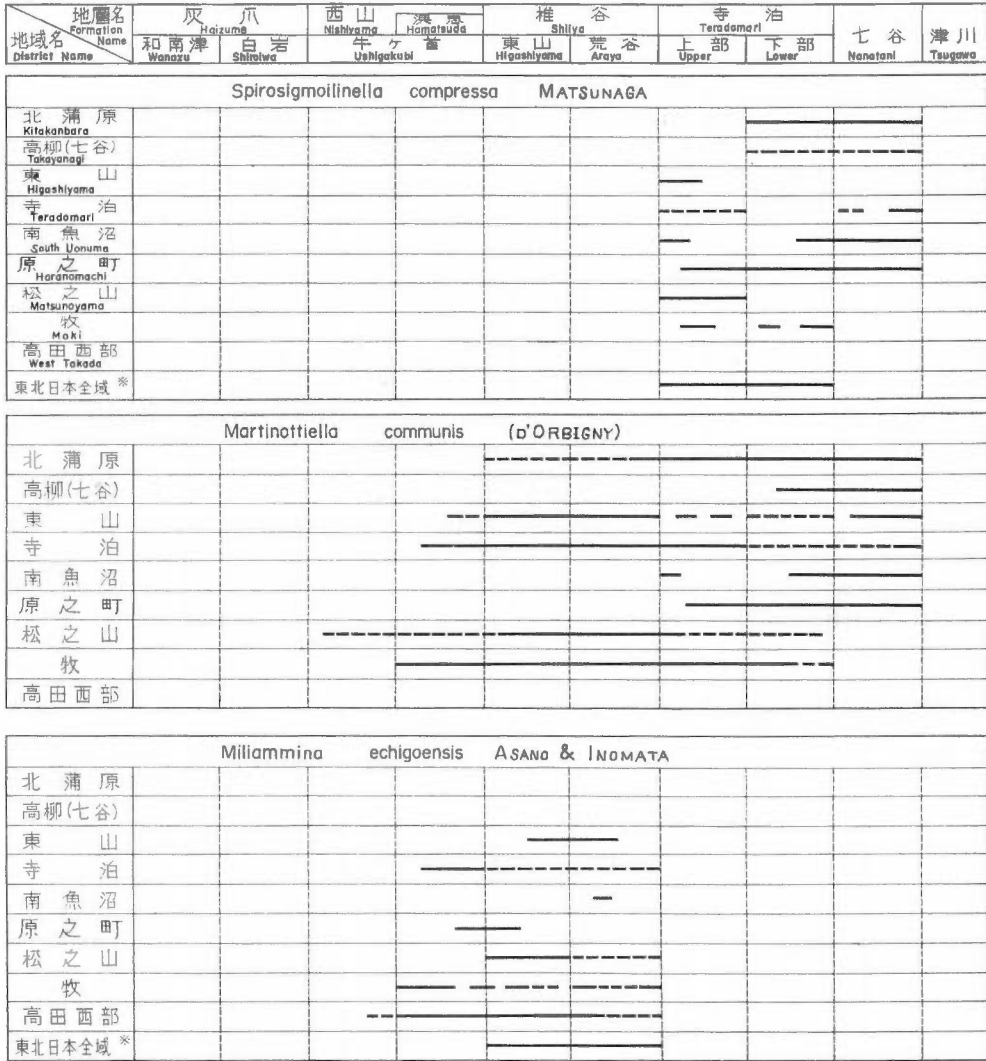 地層名 Formation Name
地域名 District Name
灰爪 Haizume
西山 Nishiyama
浜忠 Hamatsuda
椎谷 Shiiya
寺泊 Teradomari
七谷 Nanatani
津川 Tsugawa
和南津 Wanazu
白岩 Shiroiwa
牛ヶ首 Ushigakubi
東山 Higashiyama
荒谷 Araya
上部 Upper
下部 Lower
Spirosigmoilinella compressa MATSUNAGA
北蒲原 Kitakanbara
高柳(七谷) Takayanagi
東山 Higashiyama
寺泊 Teradomari
南魚沼 South Uonuma
原之町 Haranomachi
松之山 Matsunoyama
牧 Maki
高田西部 West Takada
東北日本全域※
Martinottiella communis (D'ORBIGNY)
北蒲原
高柳(七谷)
東山
寺泊
南魚沼
原之町
松之山
牧
高田西部
Miliammina echigoensis ASANO & INOMATA
北蒲原
高柳(七谷)
東山
寺泊
南魚沼
原之町
松之山
牧
高田西部
東北日本全域※